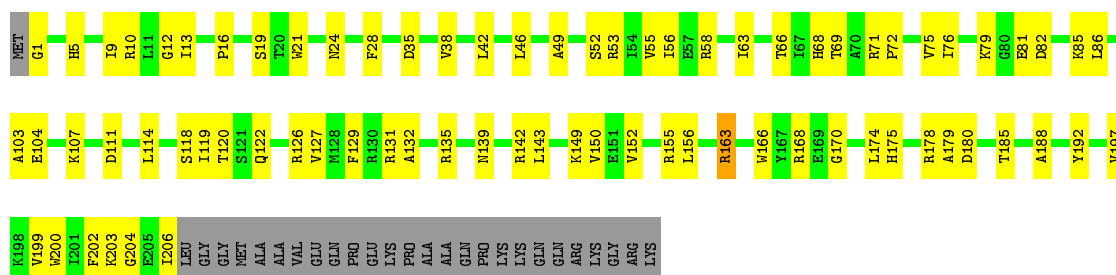 MET G1 H5 I9 R10 L11 G12 I13 P16 S19 T20 W21 N24 F28 D35 V38 L42 L46 A49 S52 R53 I54 V55 I56 E57 R58 I63 T66 I67 H68 T69 A70 R71 P72 V75 I76 K79 G80 E81 D82 K85 L86
A103 E104 K107 D111 L114 S118 I119 T120 S121 Q122 R126 V127 M128 F129 R130 R131 A132 R135 N139 R142 L143 K149 V150 E151 V152 R155 L156 R163 W166 Y167 R168 E169 G170 L174 H175 R178 A179 D180 T185 A188 Y192 V197
K198 V199 W200 I201 F202 K203 G204 E205 I206 LEU GLY GLY MET ALA ALA VAL GLU GLN PRO GLU LYS PRO ALA ALA GLN PRO LYS LYS GLN GLN ARG LYS GLY ARG LYS